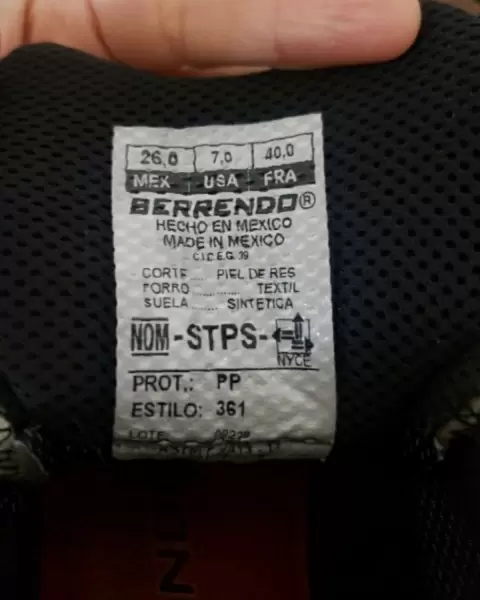 26,0 7,0 40,0
MEX USA FRA
BERRENDO®
HECHO EN MEXICO
MADE IN MEXICO
C.I.C.E.G. 39
CORTE.... PIEL DE RES
FORRO........... TEXTIL
SUELA...... SINTETICA
NOM-STPS-
NYCE
PROT.: PP
ESTILO: 361
LOTE